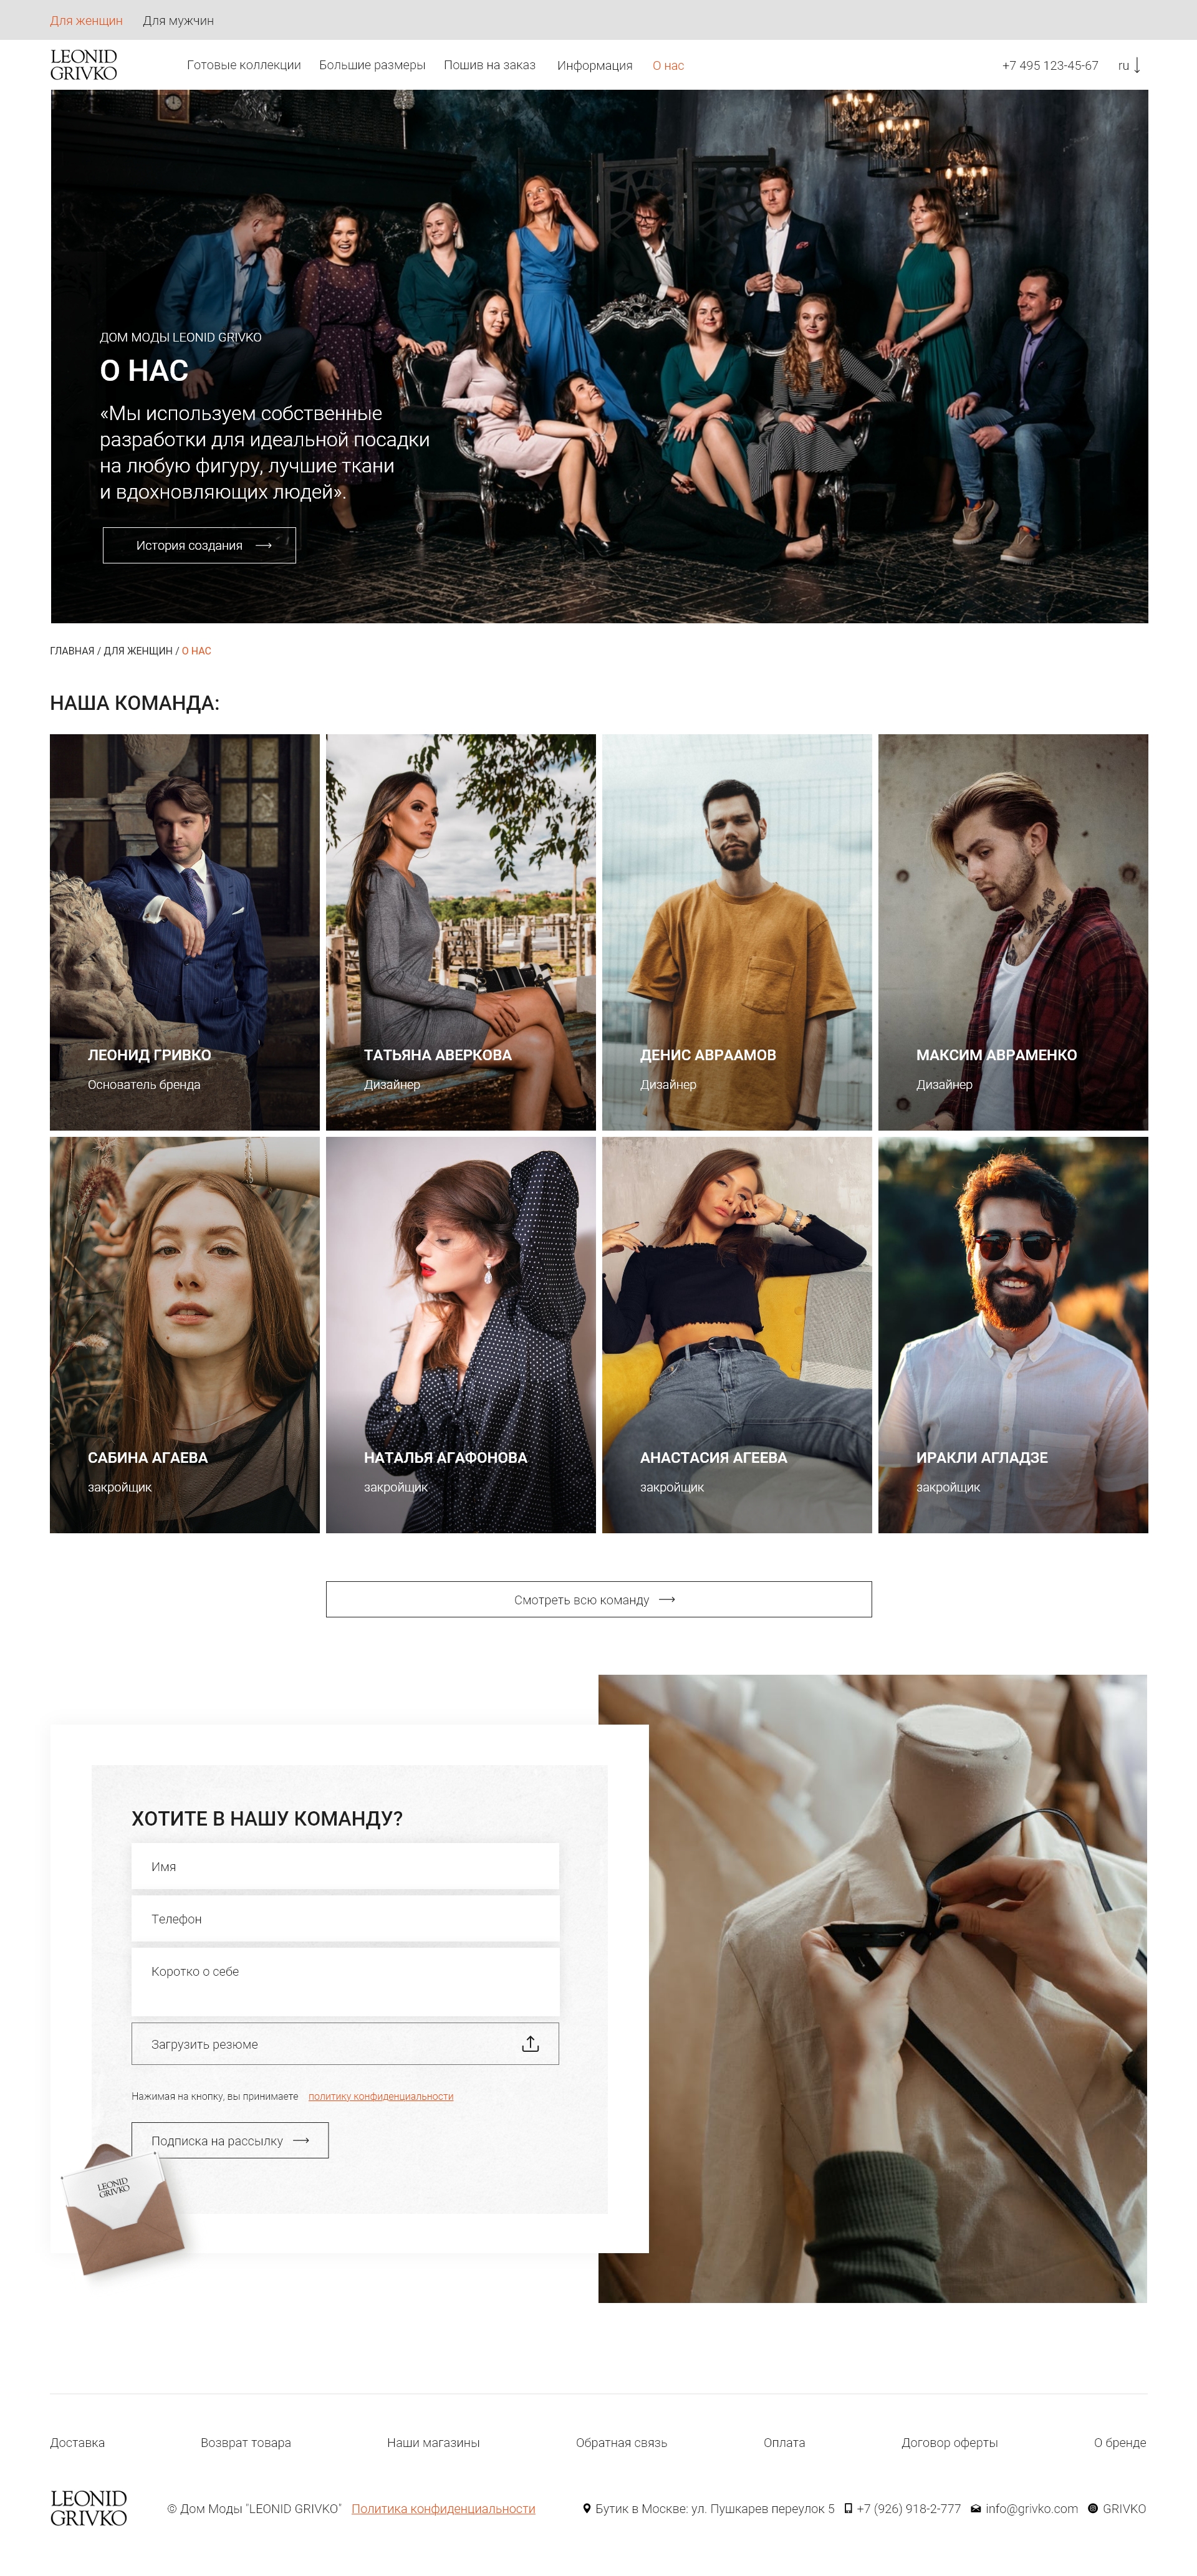 Для женщин Для мужчин
LEONID
GRIVKO
Готовые коллекции Большие размеры Пошив на заказ Информация О нас +7 495 123-45-67 ru
ДОМ МОДЫ LEONID GRIVKO
О НАС
«Мы используем собственные
разработки для идеальной посадки
на любую фигуру, лучшие ткани
и вдохновляющих людей».
История создания
ГЛАВНАЯ / ДЛЯ ЖЕНЩИН / О НАС
НАША КОМАНДА:
ЛЕОНИД ГРИВКО
Основатель бренда
ТАТЬЯНА АВЕРКОВА
Дизайнер
ДЕНИС АВРААМОВ
Дизайнер
МАКСИМ АВРАМЕНКО
Дизайнер
САБИНА АГАЕВА
закройщик
НАТАЛЬЯ АГАФОНОВА
закройщик
АНАСТАСИЯ АГЕЕВА
закройщик
ИРАКЛИ АГЛАДЗЕ
закройщик
Смотреть всю команду
ХОТИТЕ В НАШУ КОМАНДУ?
Имя
Телефон
Коротко о себе
Загрузить резюме
Нажимая на кнопку, вы принимаете политику конфиденциальности
Подписка на рассылку
LEONID
GRIVKO
Доставка Возврат товара Наши магазины Обратная связь Оплата Договор оферты О бренде
LEONID
GRIVKO
© Дом Моды "LEONID GRIVKO" Политика конфиденциальности Бутик в Москве: ул. Пушкарев переулок 5 +7 (926) 918-2-777 info@grivko.com GRIVKO